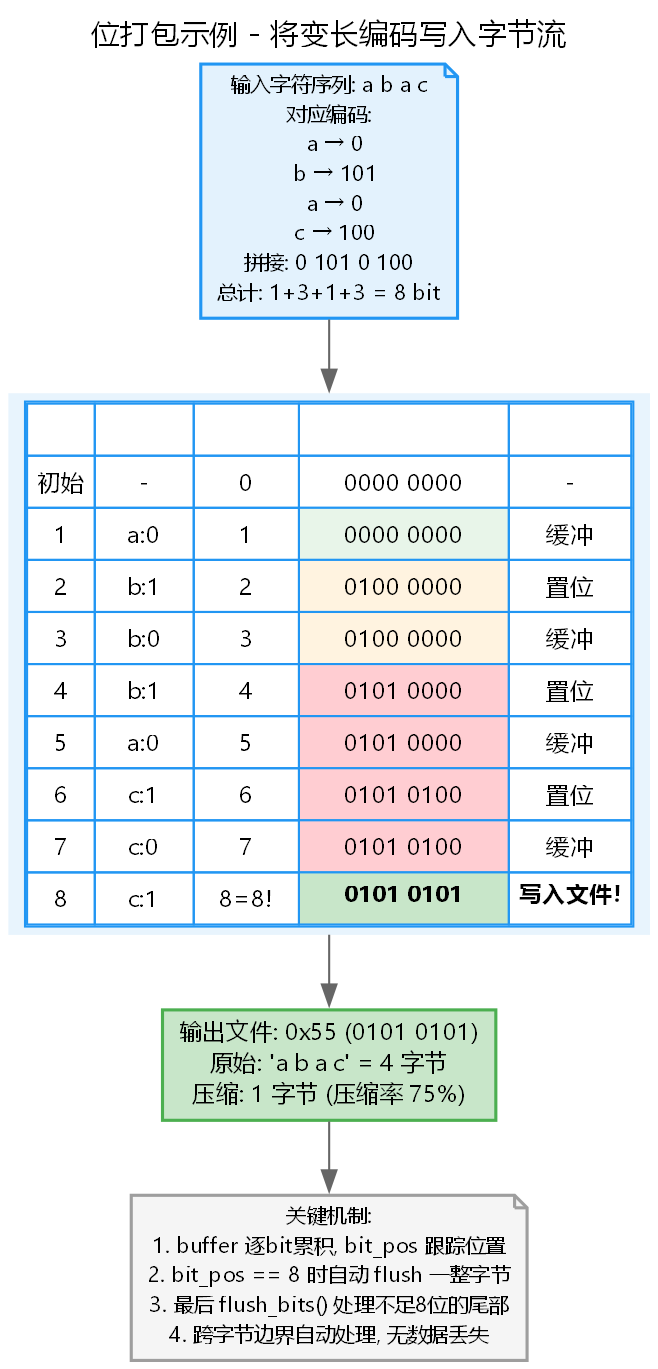 位打包示例 - 将变长编码写入字节流
输入字符序列: a b a c
对应编码:
a → 0
b → 101
a → 0
c → 100
拼接: 0 101 0 100
总计: 1+3+1+3 = 8 bit
初始 - 0 0000 0000 -
1 a:0 1 0000 0000 缓冲
2 b:1 2 0100 0000 置位
3 b:0 3 0100 0000 缓冲
4 b:1 4 0101 0000 置位
5 a:0 5 0101 0000 缓冲
6 c:1 6 0101 0100 置位
7 c:0 7 0101 0100 缓冲
8 c:1 8=8! 0101 0101 写入文件!
输出文件: 0x55 (0101 0101)
原始: 'a b a c' = 4 字节
压缩: 1 字节 (压缩率 75%)
关键机制:
1. buffer 逐bit累积, bit_pos 跟踪位置
2. bit_pos == 8 时自动 flush 一整字节
3. 最后 flush_bits() 处理不足8位的尾部
4. 跨字节边界自动处理, 无数据丢失